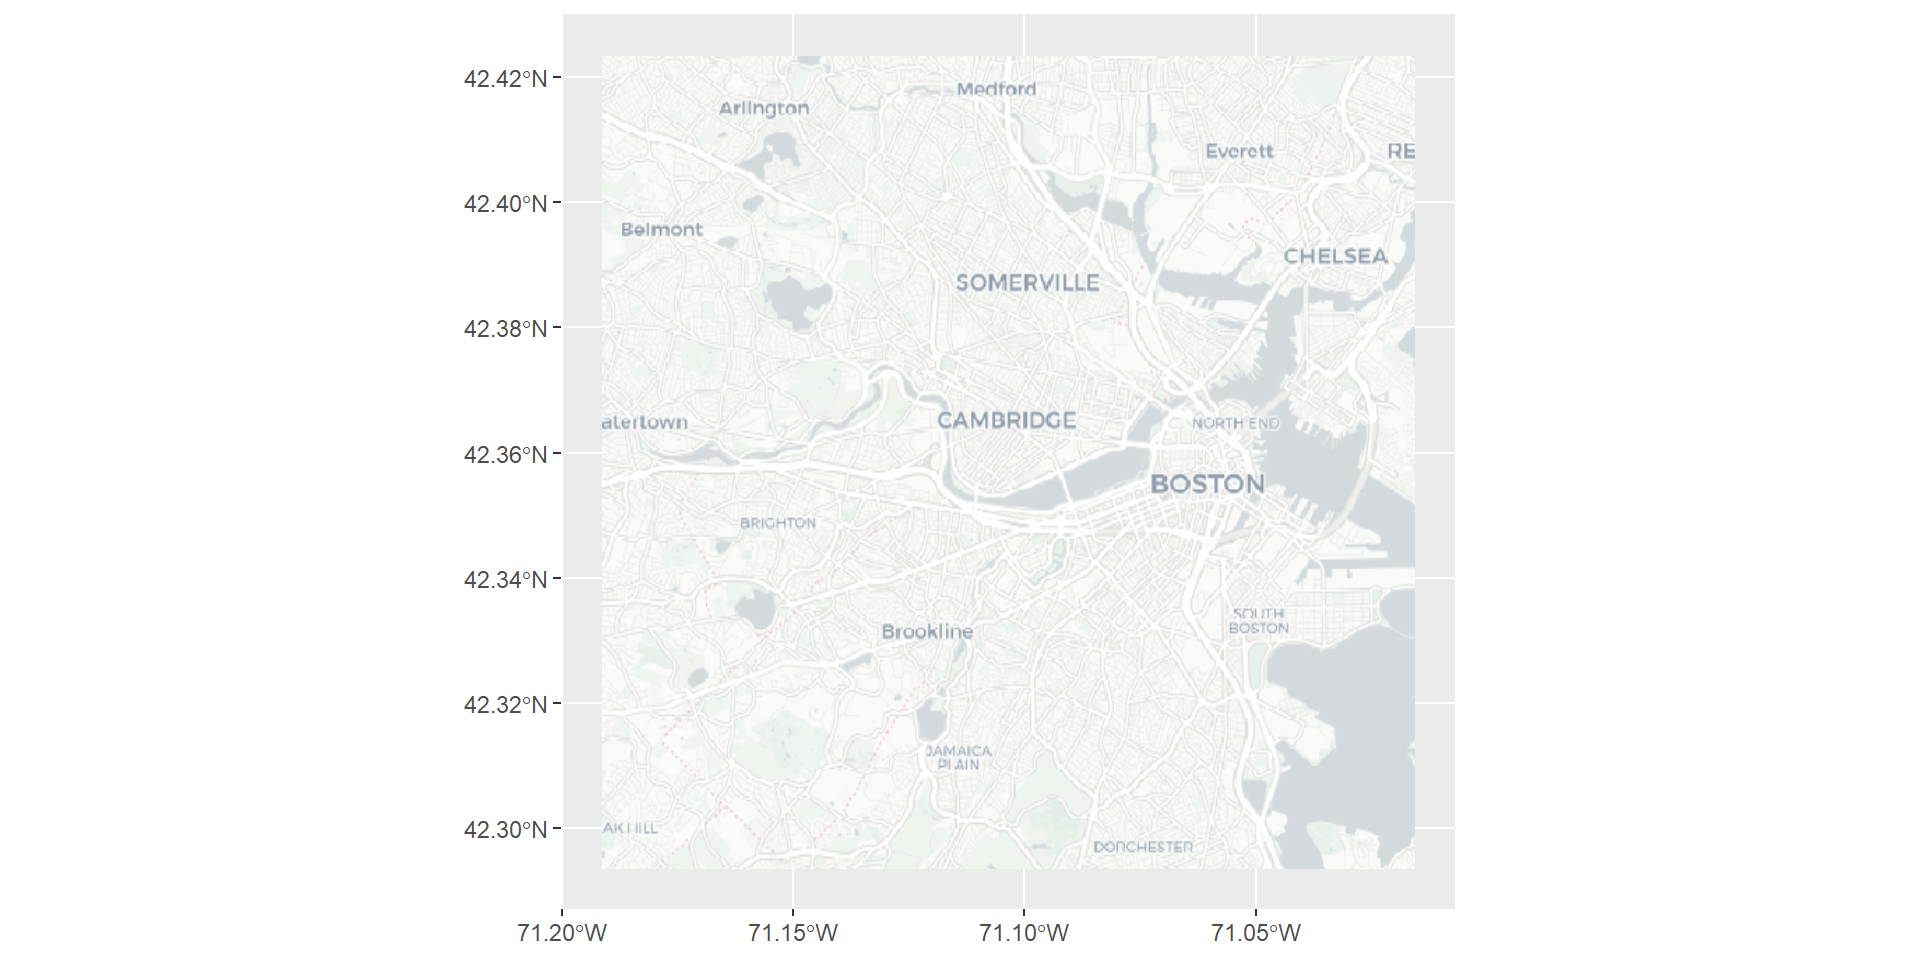 42.42°N
Medford
Arlington
Everett
RE
42.40°N
Belmont
CHELSEA
SOMERVILLE
42.38°N
CAMBRIDGE
atertown
NORTH END
42.36°N
BOSTON
BRIGHTON
42.34°N
SOUTH
BOSTON
Brookline
42.32°N
JAMAICA
PLAIN
42.30°N
AK HILL
DORCHESTER
71.20°W
71.15°W
71.10°W
71.05°W